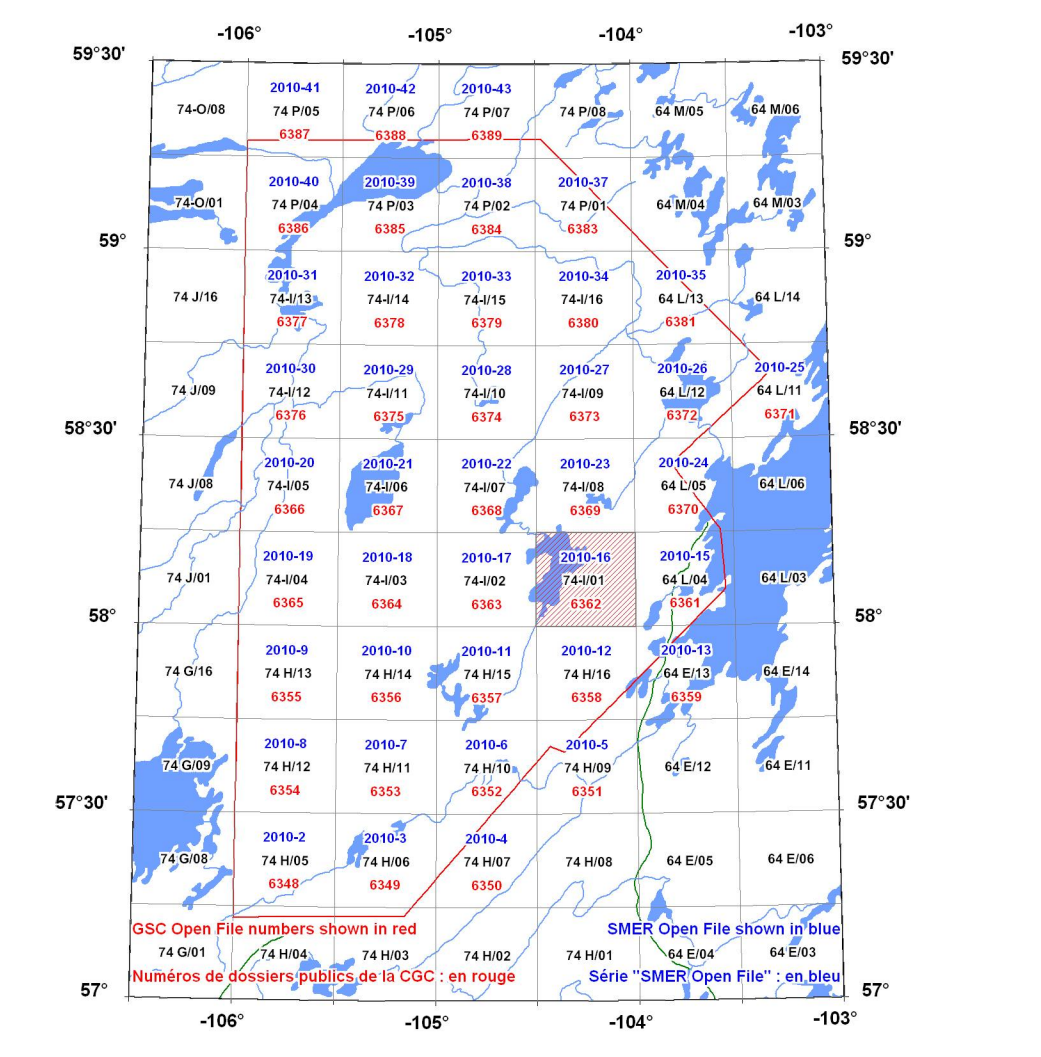 -106° -105° -104° -103°
59°30' 59°30'
2010-41 2010-42 2010-43
74-O/08 74 P/05 74 P/06 74 P/07 74 P/08 64 M/05 64 M/06
6387 6388 6389
2010-40 2010-39 2010-38 2010-37
74-O/01 74 P/04 74 P/03 74 P/02 74 P/01 64 M/04 64 M/03
6386 6385 6384 6383
59° 59°
2010-31 2010-32 2010-33 2010-34 2010-35
74 J/16 74-I/13 74-I/14 74-I/15 74-I/16 64 L/13 64 L/14
6377 6378 6379 6380 6381
2010-30 2010-29 2010-28 2010-27 2010-26 2010-25
74 J/09 74-I/12 74-I/11 74-I/10 74-I/09 64 L/12 64 L/11
6376 6375 6374 6373 6372 6371
58°30' 58°30'
2010-20 2010-21 2010-22 2010-23 2010-24
74 J/08 74-I/05 74-I/06 74-I/07 74-I/08 64 L/05 64 L/06
6366 6367 6368 6369 6370
2010-19 2010-18 2010-17 2010-16 2010-15
74 J/01 74-I/04 74-I/03 74-I/02 74-I/01 64 L/04 64 L/03
6365 6364 6363 6362 6361
58° 58°
2010-9 2010-10 2010-11 2010-12 2010-13
74 G/16 74 H/13 74 H/14 74 H/15 74 H/16 64 E/13 64 E/14
6355 6356 6357 6358 6359
2010-8 2010-7 2010-6 2010-5
74 G/09 74 H/12 74 H/11 74 H/10 74 H/09 64 E/12 64 E/11
6354 6353 6352 6351
57°30' 57°30'
2010-2 2010-3 2010-4
74 G/08 74 H/05 74 H/06 74 H/07 74 H/08 64 E/05 64 E/06
6348 6349 6350
GSC Open File numbers shown in red SMER Open File shown in blue
74 G/01 74 H/04 74 H/03 74 H/02 74 H/01 64 E/04 64 E/03
Numéros de dossiers publics de la CGC : en rouge Série "SMER Open File" : en bleu
57° 57°
-106° -105° -104° -103°